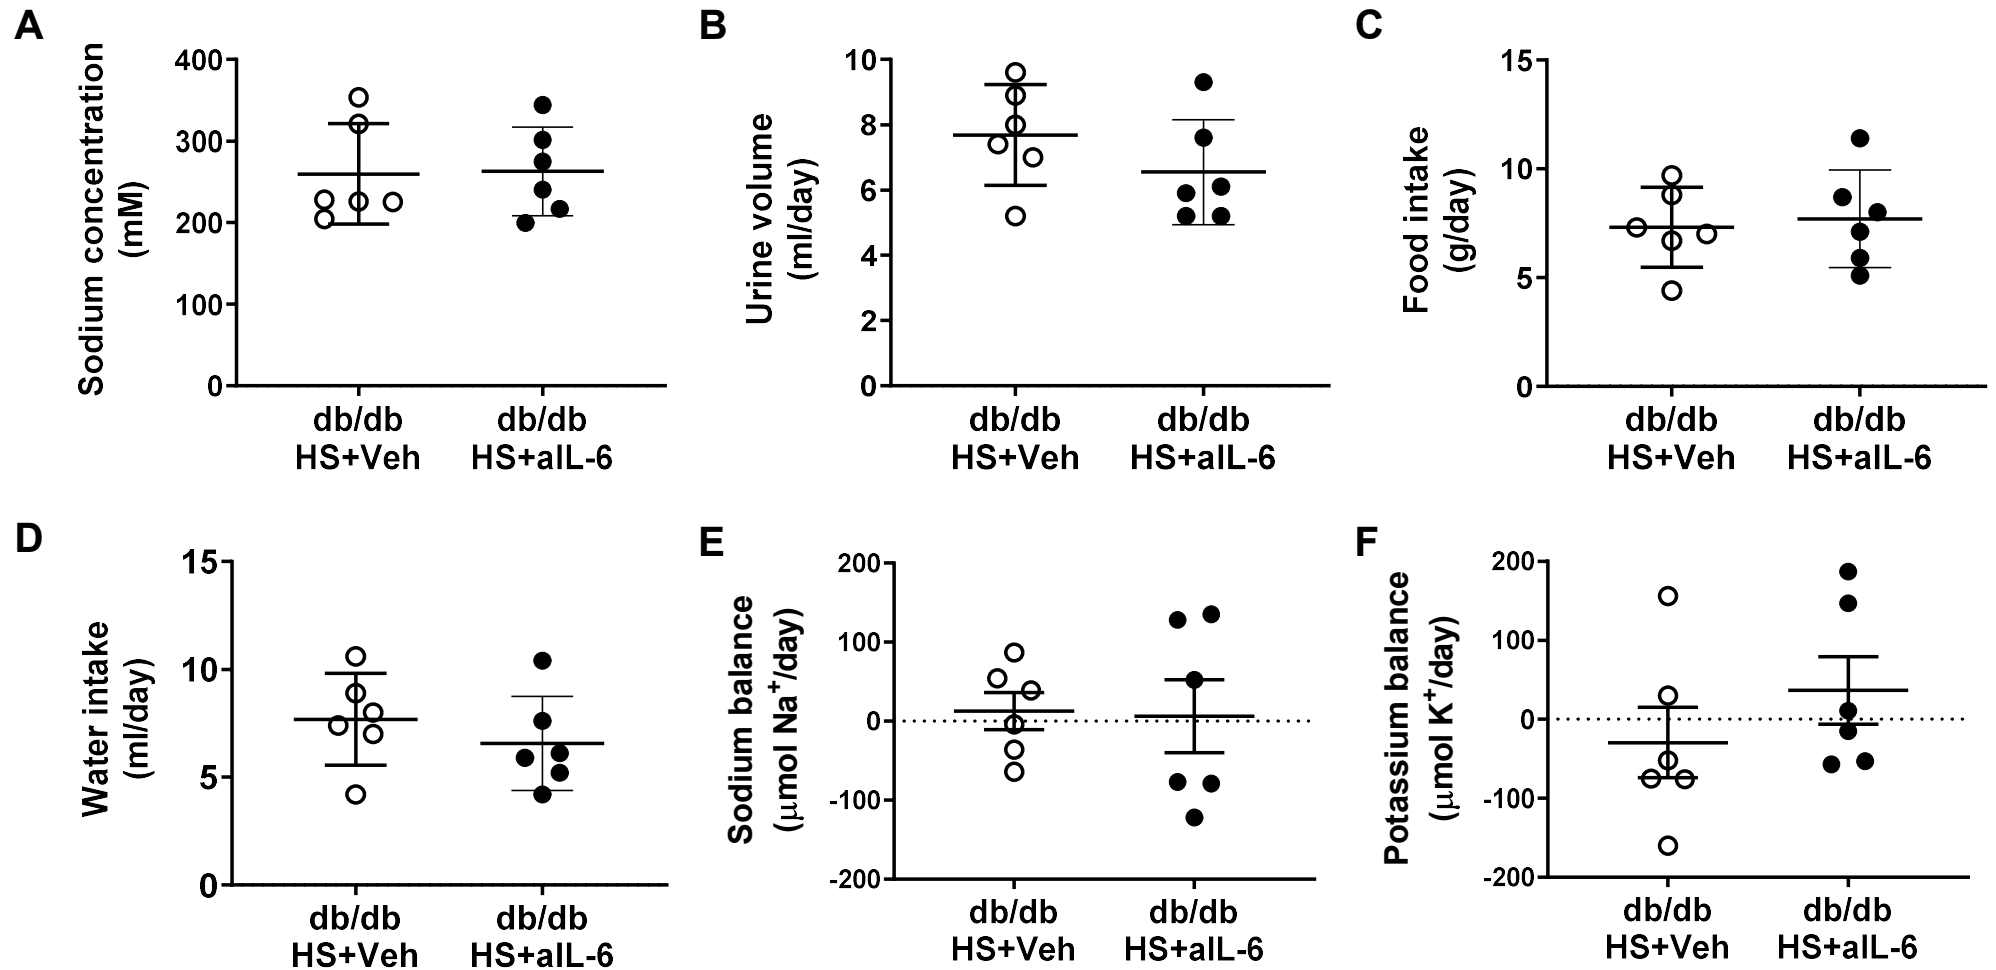 A
Sodium concentration
(mM)
400
300
200
100
0
db/db
HS+Veh
db/db
HS+aIL-6
B
Urine volume
(ml/day)
10
8
6
4
2
0
db/db
HS+Veh
db/db
HS+aIL-6
C
Food intake
(g/day)
15
10
5
0
db/db
HS+Veh
db/db
HS+aIL-6
D
Water intake
(ml/day)
15
10
5
0
db/db
HS+Veh
db/db
HS+aIL-6
E
Sodium balance
(μmol Na⁺/day)
200
100
0
-100
-200
db/db
HS+Veh
db/db
HS+aIL-6
F
Potassium balance
(μmol K⁺/day)
200
100
0
-100
-200
db/db
HS+Veh
db/db
HS+aIL-6